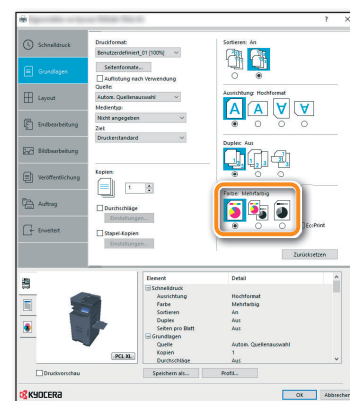 ? X
Schnelldruck
Grundlagen
Layout
Endbearbeitung
Bildbearbeitung
Veröffentlichung
Auftrag
Erweitert
Druckformat:
Benutzerdefiniert_01 [100%]
Seitenformate...
Auflotung nach Verwendung
Quelle:
Autom. Quellenauswahl
Medientyp:
Nicht angegeben
Ziel:
Druckerstandard
Kopien:
1
Durchschläge
Einstellungen...
Stapel-Kopien
Einstellungen...
Sortieren: An
Ausrichtung: Hochformat
A A A A
Duplex: Aus
Farbe: Mehrfarbig
EcoPrint
Zurücksetzen
PCL XL
Druckvorschau
Element Detail
Schnelldruck
Ausrichtung Hochformat
Farbe Mehrfarbig
Sortieren An
Duplex Aus
Seiten pro Blatt Aus
Grundlagen
Quelle Autom. Quellenauswahl
Kopien 1
Durchschläge Aus
Speichern als... Profil...
KYOCERA
OK Abbrechen